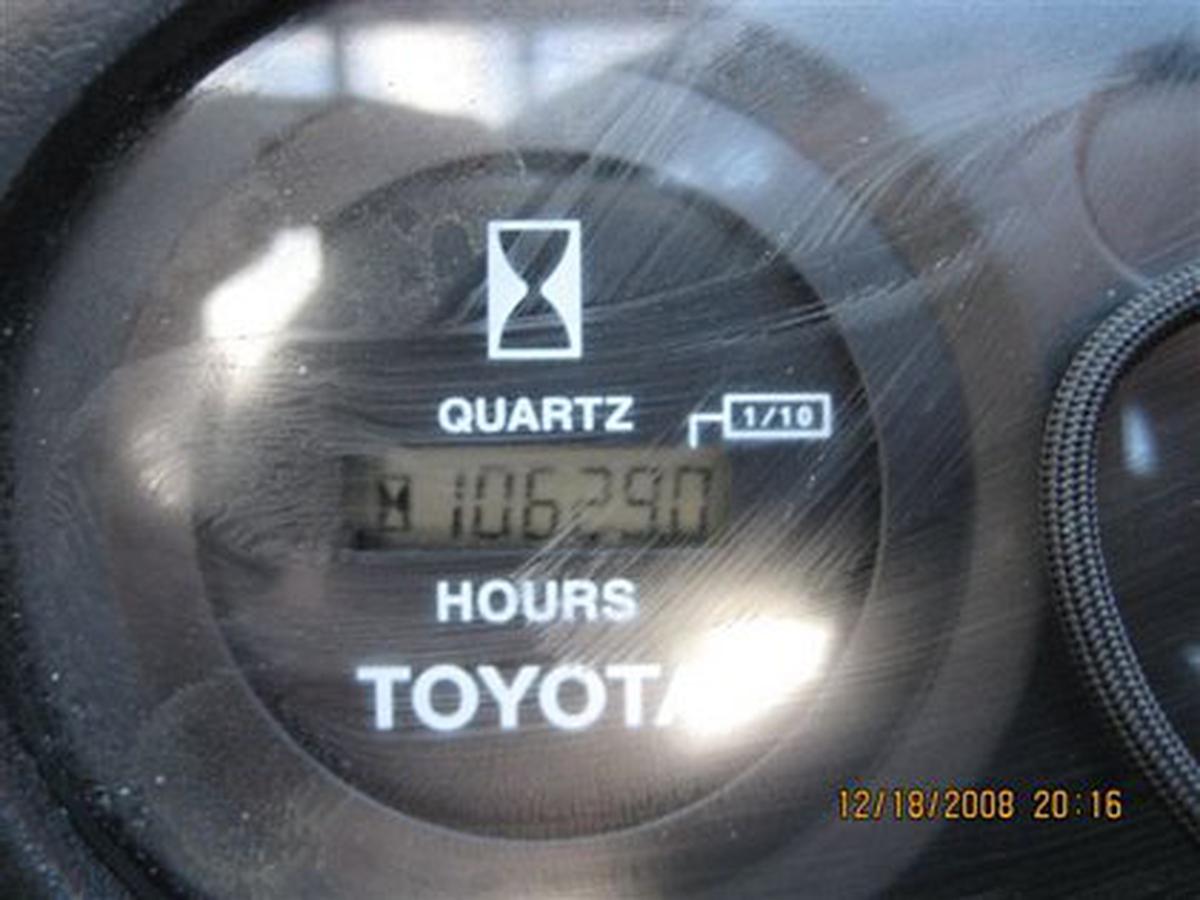 QUARTZ
1/10
10629.0
HOURS
TOYOTA
12/18/2008 20:16